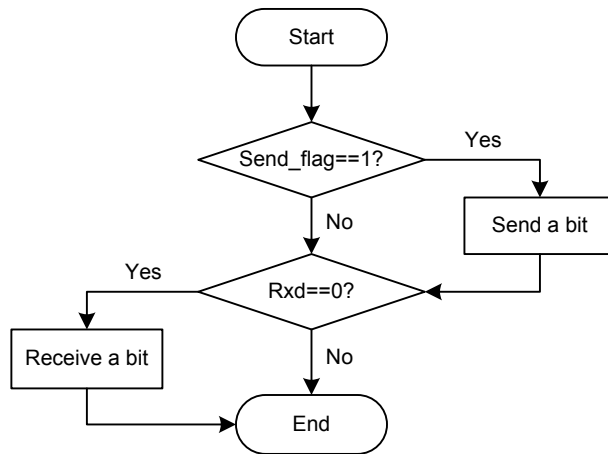 Start
Send_flag==1?
Yes
No
Send a bit
Yes
Rxd==0?
Receive a bit
No
End